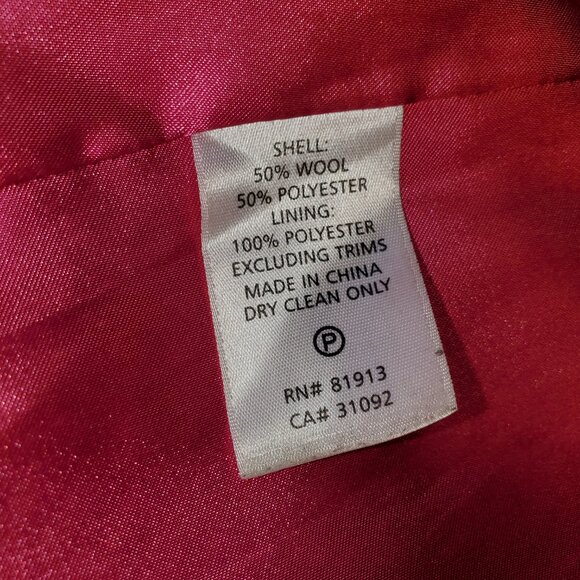 SHELL:
50% WOOL
50% POLYESTER
LINING:
100% POLYESTER
EXCLUDING TRIMS
MADE IN CHINA
DRY CLEAN ONLY
P
RN# 81913
CA# 31092